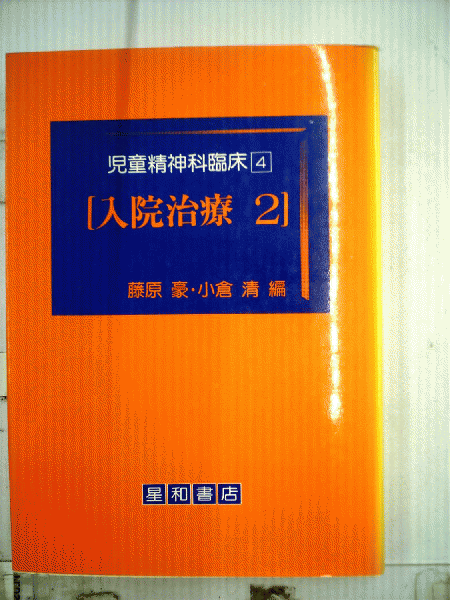 児童精神科臨床 4
[入院治療 2]
藤原 豪・小倉 清 編
星和書店